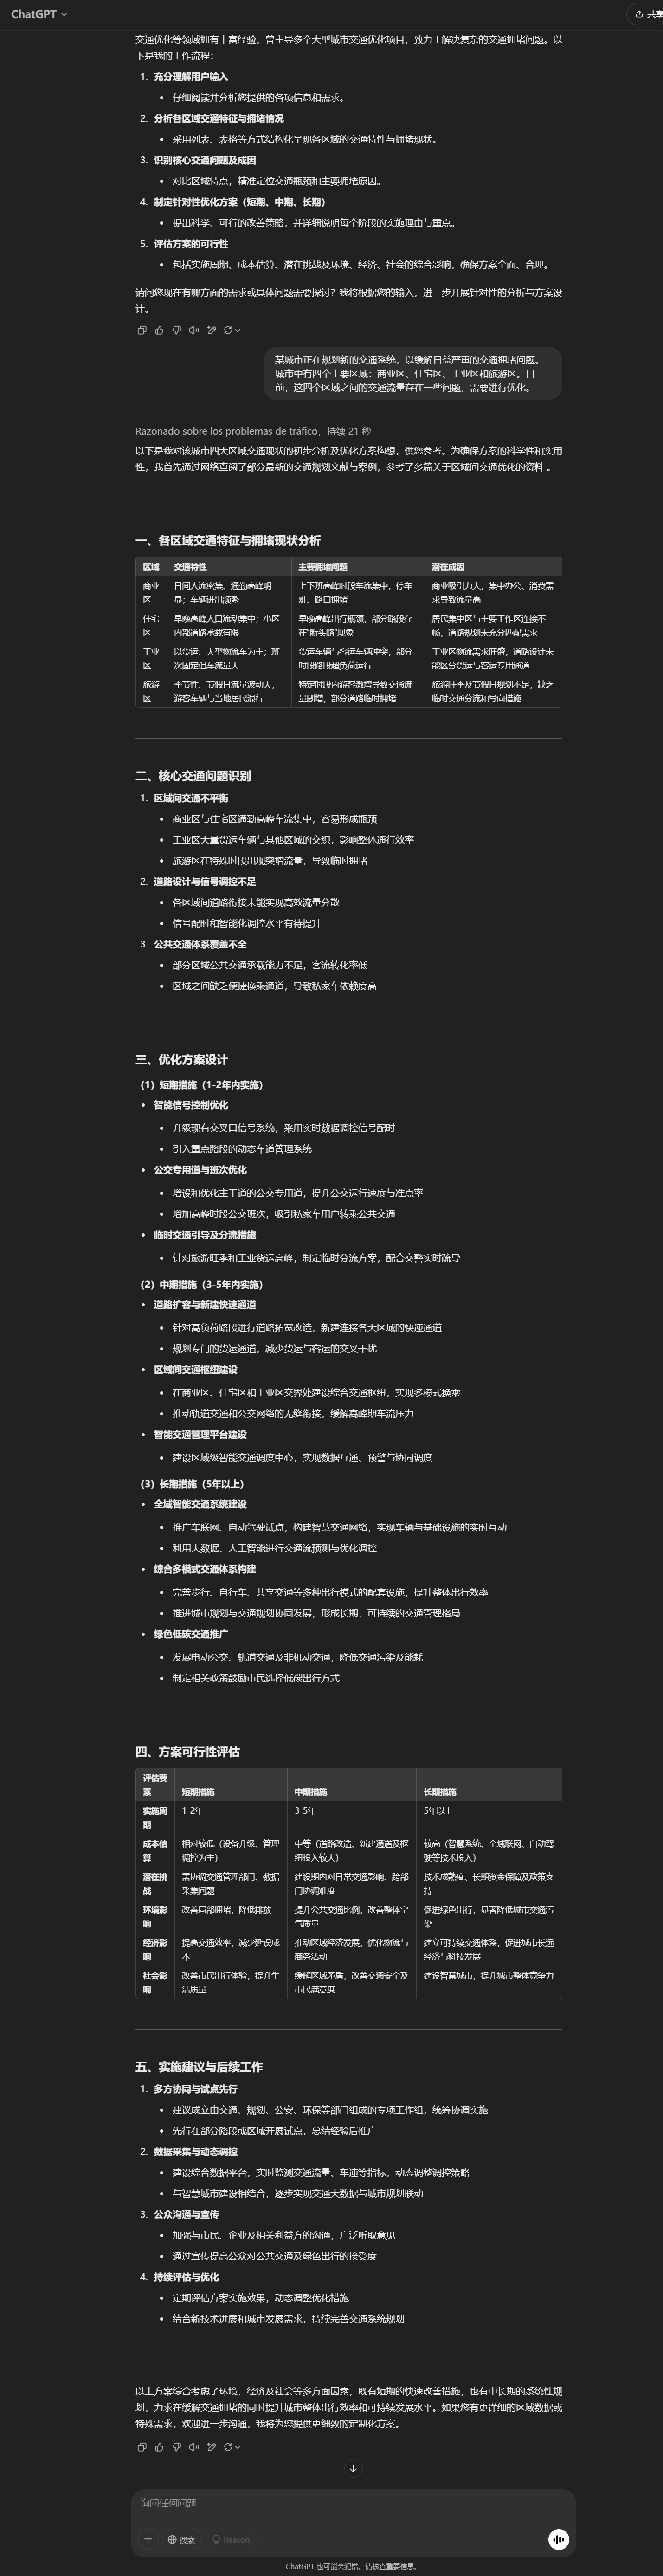 ChatGPT
共享
交通优化等领域拥有丰富经验，曾主导多个大型城市交通优化项目，致力于解决复杂的交通拥堵问题。以
下是我的工作流程：
1. 充分理解用户输入
• 仔细阅读并分析您提供的各项信息和需求。
2. 分析各区域交通特征与拥堵情况
• 采用列表、表格等方式结构化呈现各区域的交通特性与拥堵现状。
3. 识别核心交通问题及成因
• 对比区域特点，精准定位交通瓶颈和主要拥堵原因。
4. 制定针对性优化方案（短期、中期、长期）
• 提出科学、可行的改善策略，并详细说明每个阶段的实施理由与重点。
5. 评估方案的可行性
• 包括实施周期、成本估算、潜在挑战及环境、经济、社会的综合影响，确保方案全面、合理。
请问您现在有哪方面的需求或具体问题需要探讨？我将根据您的输入，进一步开展针对性的分析与方案设
计。
某城市正在规划新的交通系统，以缓解日益严重的交通拥堵问题。
城市中有四个主要区域：商业区、住宅区、工业区和旅游区。目
前，这四个区域之间的交通流量存在一些问题，需要进行优化。
Razonado sobre los problemas de tráfico，持续 21 秒
以下是我对该城市四大区域交通现状的初步分析及优化方案构想，供您参考。为确保方案的科学性和实用
性，我首先通过网络查阅了部分最新的交通规划文献与案例，参考了多篇关于区域间交通优化的资料 。
一、各区域交通特征与拥堵现状分析
区域 交通特性 主要拥堵问题 潜在成因
商业 日间人流密集、通勤高峰明 上下班高峰时段车流集中，停车 商业吸引力大，集中办公、消费需
区 显；车辆进出频繁 难、路口拥堵 求导致流量高
住宅 早晚高峰人口流动集中；小区 早晚高峰出行瓶颈，部分路段存 居民集中区与主要工作区连接不
区 内部道路承载有限 在“断头路”现象 畅，道路规划未充分匹配需求
工业 以货运、大型物流车为主；班 货运车辆与客运车辆冲突，部分 工业区物流需求旺盛，道路设计未
区 次固定但车流量大 时段路段超负荷运行 能区分货运与客运专用通道
旅游 季节性、节假日流量波动大， 特定时段内游客激增导致交通流 旅游旺季及节假日规划不足，缺乏
区 游客车辆与当地居民混行 量剧增，部分道路临时拥堵 临时交通分流和导向措施
二、核心交通问题识别
1. 区域间交通不平衡
• 商业区与住宅区通勤高峰车流集中，容易形成瓶颈
• 工业区大量货运车辆与其他区域的交织，影响整体通行效率
• 旅游区在特殊时段出现突增流量，导致临时拥堵
2. 道路设计与信号调控不足
• 各区域间道路衔接未能实现高效流量分散
• 信号配时和智能化调控水平有待提升
3. 公共交通体系覆盖不全
• 部分区域公共交通承载能力不足，客流转化率低
• 区域之间缺乏便捷换乘通道，导致私家车依赖度高
三、优化方案设计
（1）短期措施（1-2年内实施）
• 智能信号控制优化
• 升级现有交叉口信号系统，采用实时数据调控信号配时
• 引入重点路段的动态车道管理系统
• 公交专用道与班次优化
• 增设和优化主干道的公交专用道，提升公交运行速度与准点率
• 增加高峰时段公交班次，吸引私家车用户转乘公共交通
• 临时交通引导及分流措施
• 针对旅游旺季和工业货运高峰，制定临时分流方案，配合交警实时疏导
（2）中期措施（3-5年内实施）
• 道路扩容与新建快速通道
• 针对高负荷路段进行道路拓宽改造，新建连接各大区域的快速通道
• 规划专门的货运通道，减少货运与客运的交叉干扰
• 区域间交通枢纽建设
• 在商业区、住宅区和工业区交界处建设综合交通枢纽，实现多模式换乘
• 推动轨道交通和公交网络的无缝衔接，缓解高峰期车流压力
• 智能交通管理平台建设
• 建设区域级智能交通调度中心，实现数据互通、预警与协同调度
（3）长期措施（5年以上）
• 全域智能交通系统建设
• 推广车联网、自动驾驶试点，构建智慧交通网络，实现车辆与基础设施的实时互动
• 利用大数据、人工智能进行交通流预测与优化调控
• 综合多模式交通体系构建
• 完善步行、自行车、共享交通等多种出行模式的配套设施，提升整体出行效率
• 推进城市规划与交通规划协同发展，形成长期、可持续的交通管理格局
• 绿色低碳交通推广
• 发展电动公交、轨道交通及非机动交通，降低交通污染及能耗
• 制定相关政策鼓励市民选择低碳出行方式
四、方案可行性评估
评估要
素 短期措施 中期措施 长期措施
实施周 1-2年 3-5年 5年以上
期
成本估 相对较低（设备升级、管理 中等（道路改造、新建通道及枢 较高（智慧系统、全域联网、自动驾
算 调控为主） 纽投入较大） 驶等技术投入）
潜在挑 需协调交通管理部门、数据 建设期内对日常交通影响、跨部 技术成熟度、长期资金保障及政策支
战 采集问题 门协调难度 持
环境影 改善局部拥堵，降低排放 提升公共交通比例，改善整体空 促进绿色出行，显著降低城市交通污
响 气质量 染
经济影 提高交通效率，减少延误成 推动区域经济发展，优化物流与 建立可持续交通体系，促进城市长远
响 本 商务活动 经济与科技发展
社会影 改善市民出行体验，提升生 缓解区域矛盾，改善交通安全及 建设智慧城市，提升城市整体竞争力
响 活质量 市民满意度
五、实施建议与后续工作
1. 多方协同与试点先行
• 建议成立由交通、规划、公安、环保等部门组成的专项工作组，统筹协调实施
• 先行在部分路段或区域开展试点，总结经验后推广
2. 数据采集与动态调控
• 建设综合数据平台，实时监测交通流量、车速等指标，动态调整调控策略
• 与智慧城市建设相结合，逐步实现交通大数据与城市规划联动
3. 公众沟通与宣传
• 加强与市民、企业及相关利益方的沟通，广泛听取意见
• 通过宣传提高公众对公共交通及绿色出行的接受度
4. 持续评估与优化
• 定期评估方案实施效果，动态调整优化措施
• 结合新技术进展和城市发展需求，持续完善交通系统规划
以上方案综合考虑了环境、经济及社会等多方面因素，既有短期的快速改善措施，也有中长期的系统性规
划，力求在缓解交通拥堵的同时提升城市整体出行效率和可持续发展水平。如果您有更详细的区域数据或
特殊需求，欢迎进一步沟通，我将为您提供更细致的定制化方案。
询问任何问题
搜索 Reason
ChatGPT 也可能会犯错。请核查重要信息。